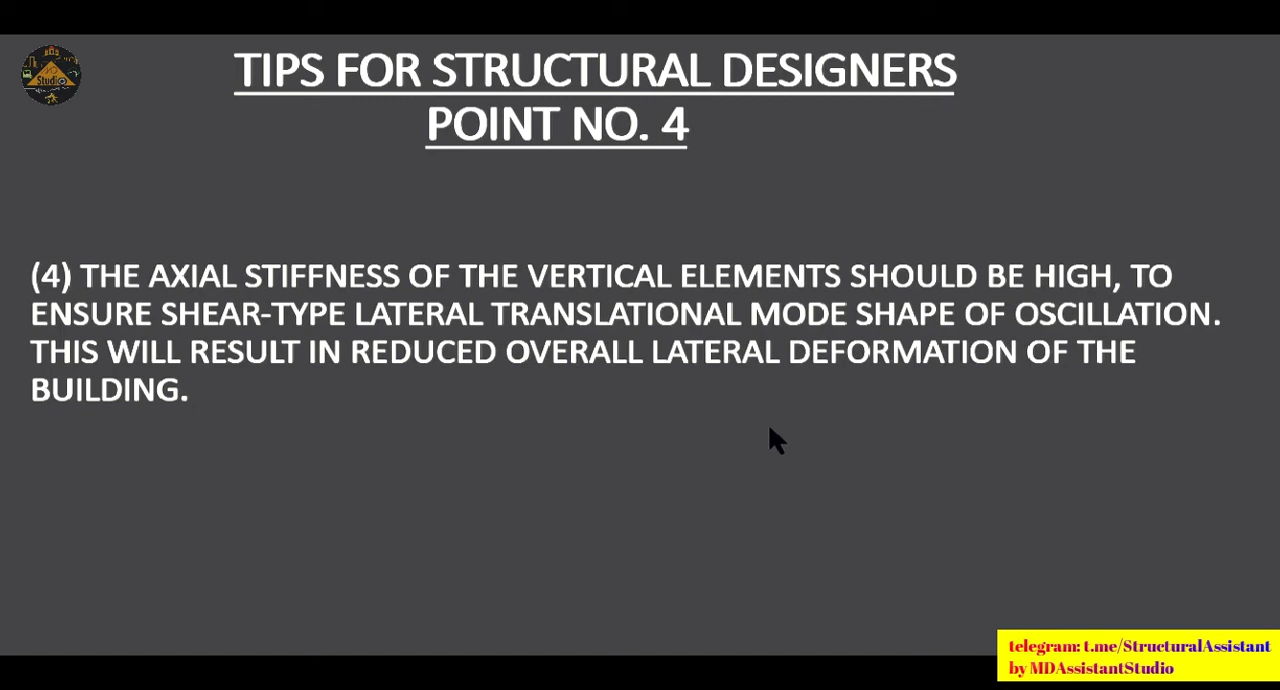 Studio
TIPS FOR STRUCTURAL DESIGNERS
POINT NO. 4
(4) THE AXIAL STIFFNESS OF THE VERTICAL ELEMENTS SHOULD BE HIGH, TO
ENSURE SHEAR-TYPE LATERAL TRANSLATIONAL MODE SHAPE OF OSCILLATION.
THIS WILL RESULT IN REDUCED OVERALL LATERAL DEFORMATION OF THE
BUILDING.
telegram: t.me/StructuralAssistant
by MDAssistantStudio